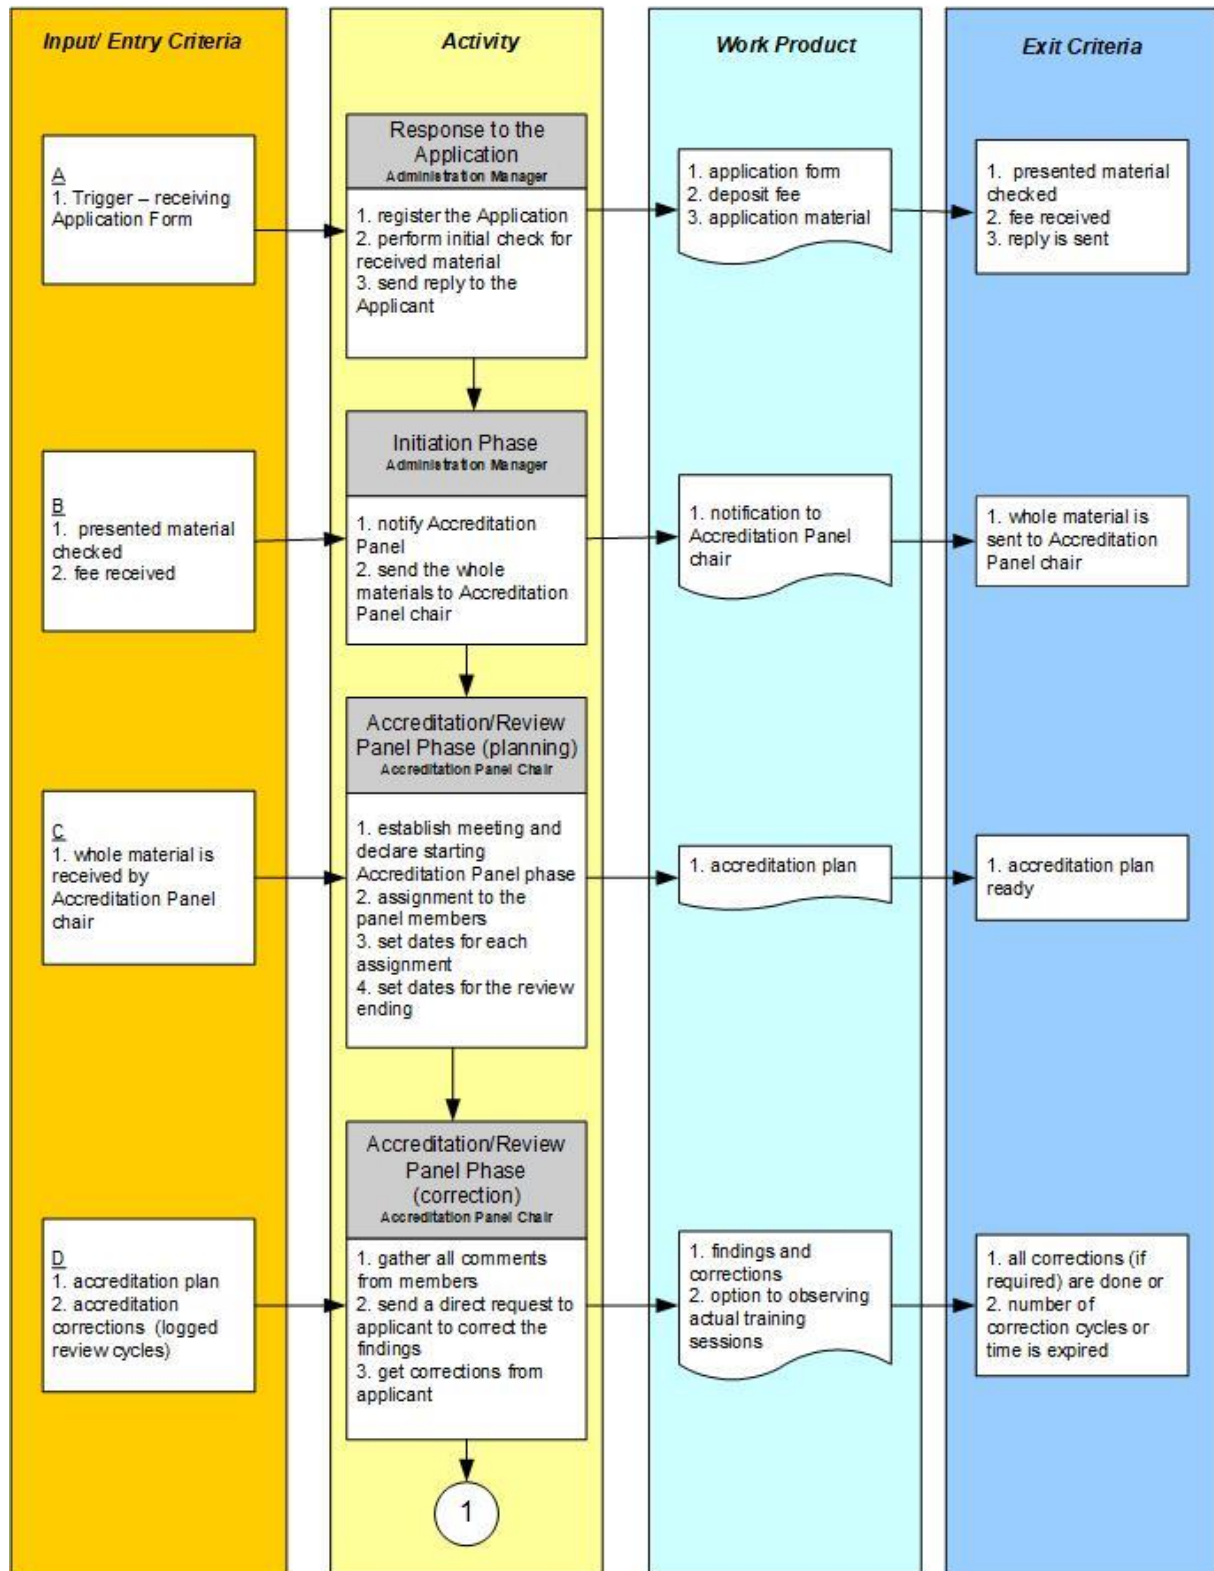 Input/ Entry Criteria
Activity
Work Product
Exit Criteria
A
1. Trigger – receiving
Application Form
Response to the
Application
Administration Manager
1. register the Application
2. perform initial check for
received material
3. send reply to the
Applicant
1. application form
2. deposit fee
3. application material
1. presented material
checked
2. fee received
3. reply is sent
B
1. presented material
checked
2. fee received
Initiation Phase
Administration Manager
1. notify Accreditation
Panel
2. send the whole
materials to Accreditation
Panel chair
1. notification to
Accreditation Panel
chair
1. whole material is
sent to Accreditation
Panel chair
C
1. whole material is
received by
Accreditation Panel
chair
Accreditation/Review
Panel Phase (planning)
Accreditation Panel Chair
1. establish meeting and
declare starting
Accreditation Panel phase
2. assignment to the
panel members
3. set dates for each
assignment
4. set dates for the review
ending
1. accreditation plan
1. accreditation plan
ready
D
1. accreditation plan
2. accreditation
corrections (logged
review cycles)
Accreditation/Review
Panel Phase
(correction)
Accreditation Panel Chair
1. gather all comments
from members
2. send a direct request to
applicant to correct the
findings
3. get corrections from
applicant
1. findings and
corrections
2. option to observing
actual training
sessions
1. all corrections (if
required) are done or
2. number of
correction cycles or
time is expired
1